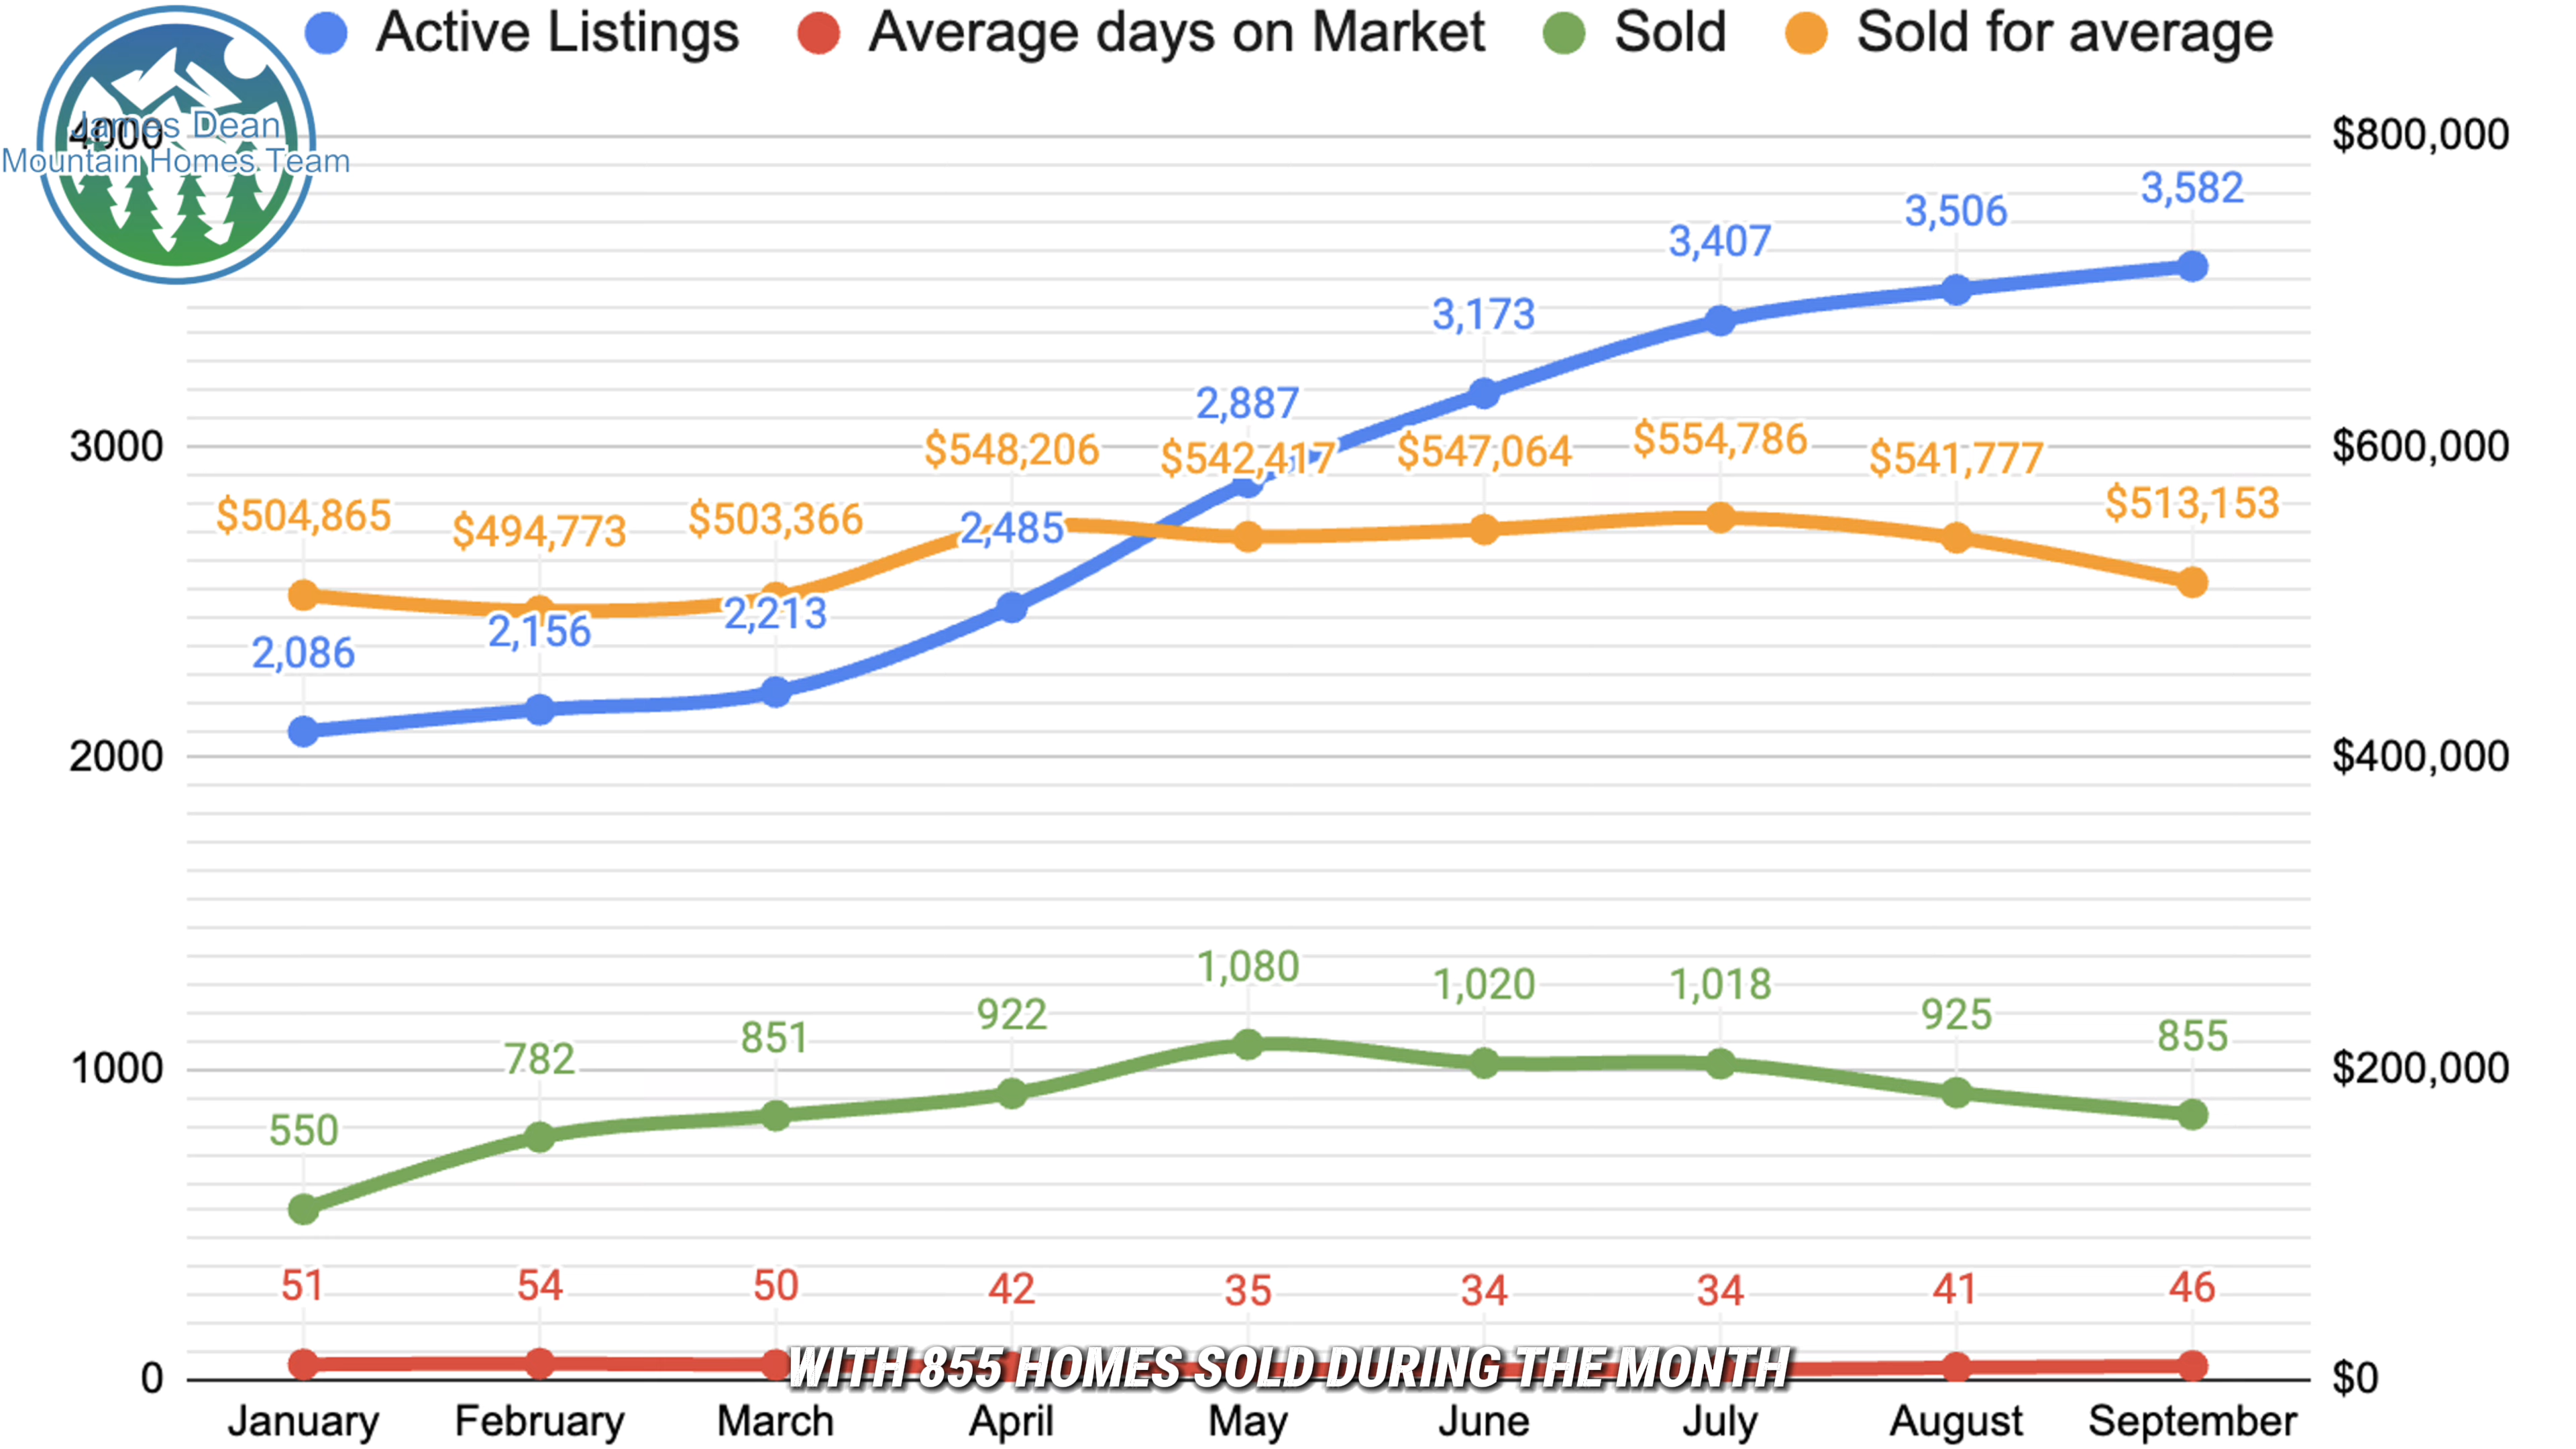 Active Listings Average days on Market Sold Sold for average
James Dean
Mountain Homes Team
4000 $800,000
3,582
3,506
3,407
3,173
2,887
3000 $600,000
$548,206 $542,417 $547,064 $554,786 $541,777
$504,865 $494,773 $503,366 $513,153
2,485
2,213
2,156
2,086
2000 $400,000
1,080 1,020 1,018
922 925
851 855
782
1000 $200,000
550
51 54 50 42 35 34 34 41 46
WITH 855 HOMES SOLD DURING THE MONTH
0 $0
January February March April May June July August September